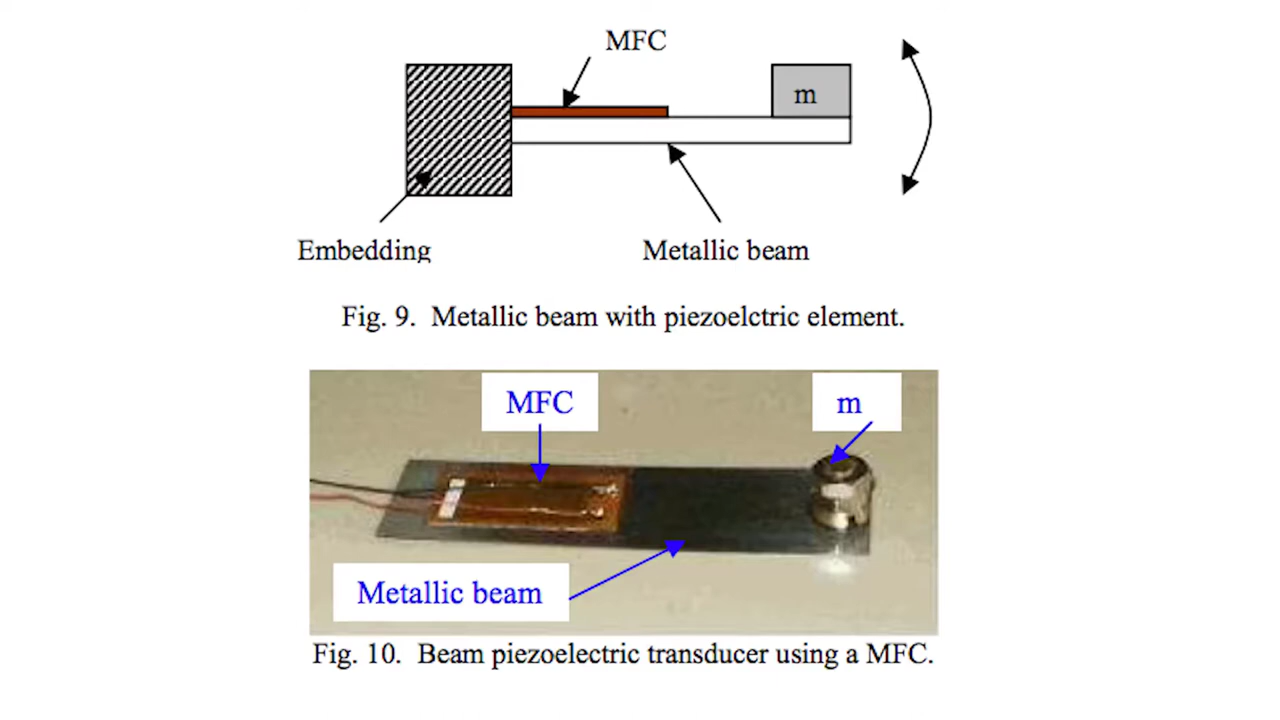 MFC
m
Embedding
Metallic beam
Fig. 9. Metallic beam with piezoelctric element.
MFC
m
Metallic beam
Fig. 10. Beam piezoelectric transducer using a MFC.